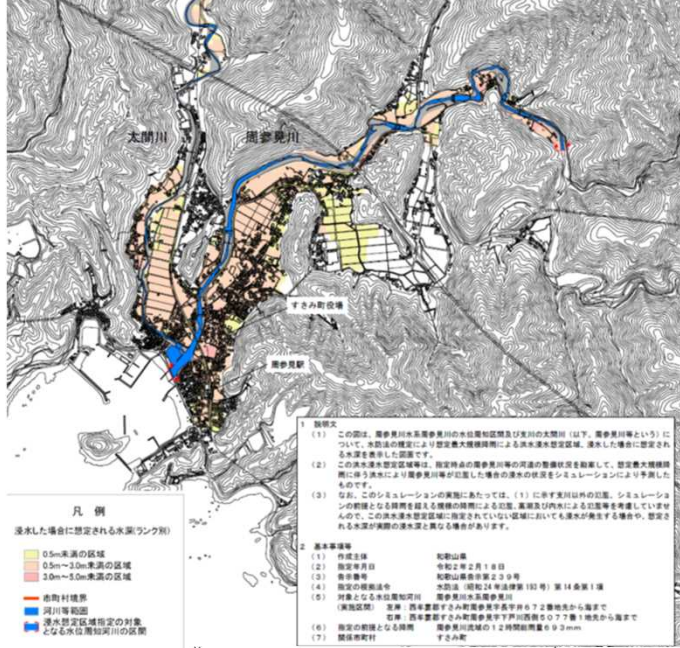 太間川
周参見川
すさみ町役場
周参見駅
1 説明文
(1) この図は、周参見川水系周参見川の水位周知区間及び支川の太間川(以下、周参見川等という)に
ついて、水防法の規定により想定最大規模降雨による洪水浸水想定区域、浸水した場合に想定され
る水深を表示した図面です。
(2) この洪水浸水想定区域等は、指定時点の周参見川等の河道の整備状況を勘案して、想定最大規模降
雨に伴う洪水により周参見川等が氾濫した場合の浸水の状況をシミュレーションにより予測した
ものです。
(3) なお、このシミュレーションの実施にあたっては、(1)に示す支川以外の氾濫、シミュレーション
の前提となる降雨を超える規模の降雨による氾濫、高潮及び内水による氾濫等を考慮していませ
んので、この洪水浸水想定区域に指定されていない区域においても浸水が発生する場合や、想定さ
れる水深が実際の浸水深と異なる場合があります。
2 基本事項等
(1) 作成主体 和歌山県
(2) 指定年月日 令和2年2月18日
(3) 告示番号 和歌山県告示第239号
(4) 指定の根拠法令 水防法(昭和24年法律第193号)第14条第1項
(5) 対象となる水位周知河川 周参見川水系周参見川
(実施区間) 左岸:西牟婁郡すさみ町周参見字長字井672番地先から海まで
右岸:西牟婁郡すさみ町周参見字下戸川西側5077番1地先から海まで
(6) 指定の前提となる降雨 周参見川流域の12時間総雨量693mm
(7) 関係市町村 すさみ町
凡 例
浸水した場合に想定される水深(ランク別)
0.5m未満の区域
0.5m~3.0m未満の区域
3.0m~5.0m未満の区域
市町村境界
河川等範囲
浸水想定区域指定の対象
となる水位周知河川の区間